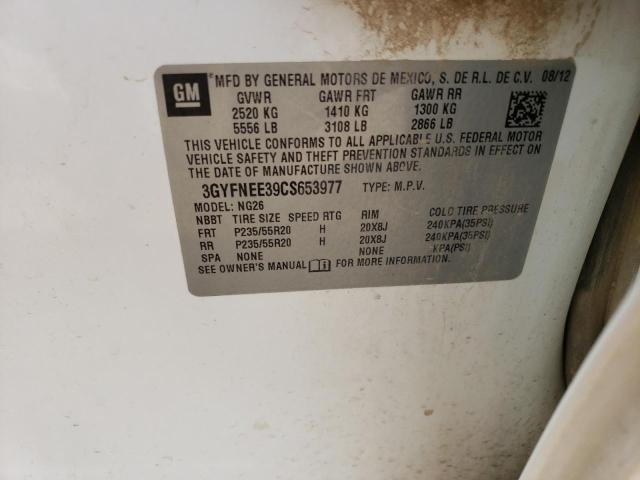 GM ®MFD BY GENERAL MOTORS DE MEXICO, S. DE R.L. DE C.V. 08/12
GVWR GAWR FRT GAWR RR
2520 KG 1410 KG 1300 KG
5556 LB 3108 LB 2866 LB
THIS VEHICLE CONFORMS TO ALL APPLICABLE U.S. FEDERAL MOTOR
VEHICLE SAFETY AND THEFT PREVENTION STANDARDS IN EFFECT ON
THE DATE OF MANUFACTURE SHOWN ABOVE.
3GYFNEE39CS653977 TYPE: M.P.V.
MODEL: NG26
NBBT TIRE SIZE SPEED RTG RIM COLD TIRE PRESSURE
FRT P235/55R20 H 20X8J 240KPA(35PSI)
RR P235/55R20 H 20X8J 240KPA(35PSI)
SPA NONE NONE KPA(PSI)
SEE OWNER'S MANUAL FOR MORE INFORMATION.